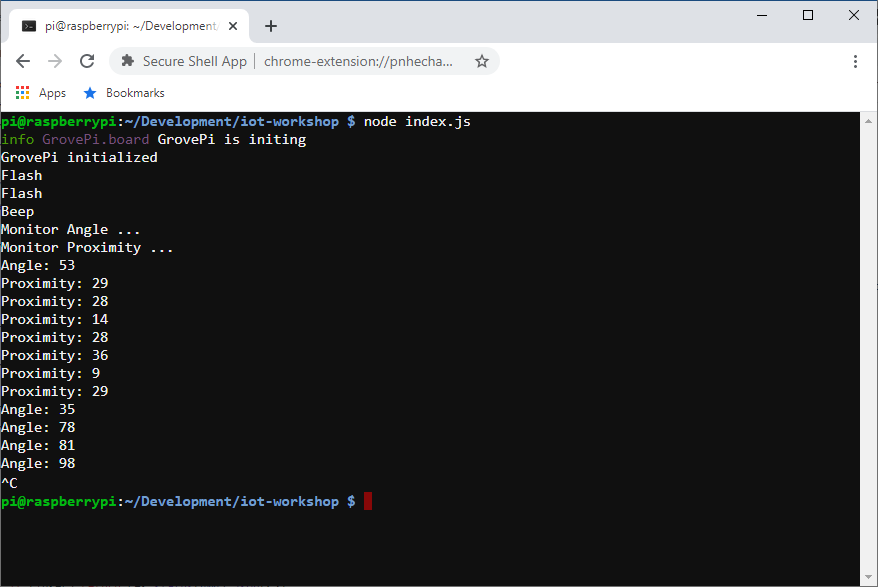 pi@raspberrypi: ~/Development/
Secure Shell App | chrome-extension://pnhecha...
Apps Bookmarks
pi@raspberrypi:~/Development/iot-workshop $ node index.js
info GrovePi.board GrovePi is initing
GrovePi initialized
Flash
Flash
Beep
Monitor Angle ...
Monitor Proximity ...
Angle: 53
Proximity: 29
Proximity: 28
Proximity: 14
Proximity: 28
Proximity: 36
Proximity: 9
Proximity: 29
Angle: 35
Angle: 78
Angle: 81
Angle: 98
^C
pi@raspberrypi:~/Development/iot-workshop $